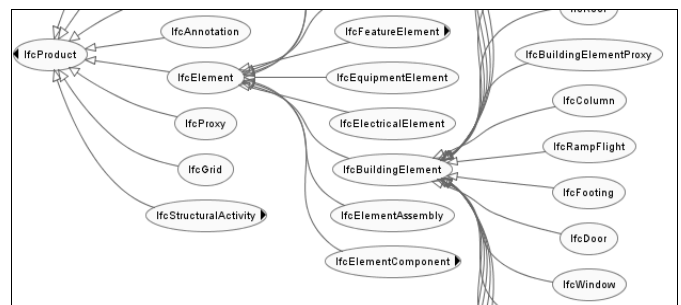 IfcProduct
IfcAnnotation
IfcElement
IfcProxy
IfcGrid
IfcStructuralActivity
IfcFeatureElement
IfcEquipmentElement
IfcElectricalElement
IfcBuildingElement
IfcElementAssembly
IfcElementComponent
IfcBuildingElementProxy
IfcColumn
IfcRampFlight
IfcFooting
IfcDoor
IfcWindow